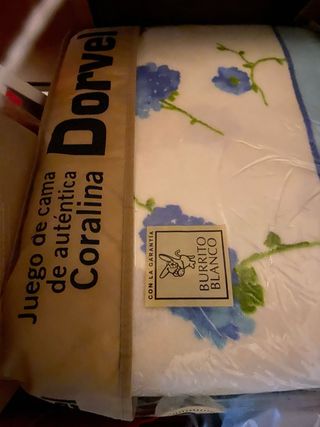 Juego de cama
de auténtica
Coralina
Dorvel
CON LA GARANTÍA
BURRITO
BLANCO